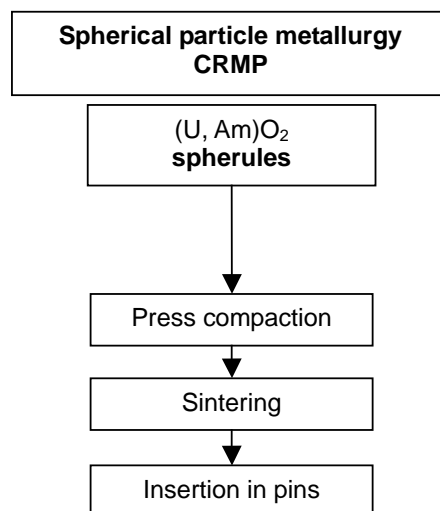 Spherical particle metallurgy
CRMP
(U, Am)O₂
spherules
Press compaction
Sintering
Insertion in pins